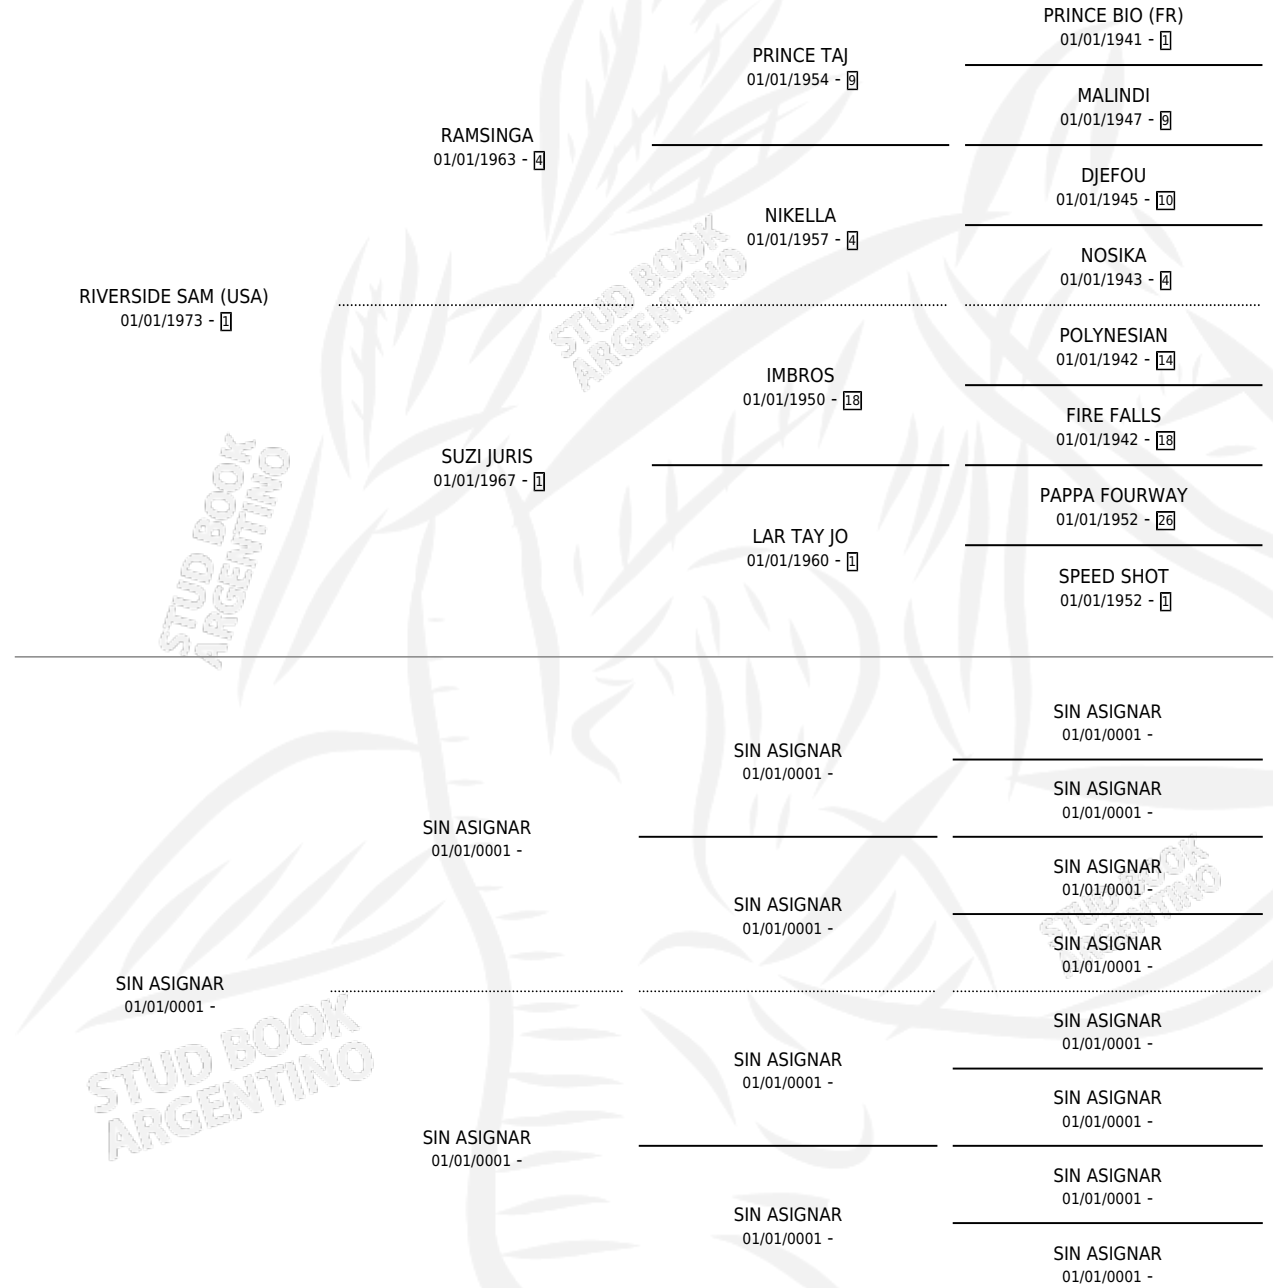 PRINCE BIO (FR)
01/01/1941 - 1
PRINCE TAJ
01/01/1954 - 9
MALINDI
01/01/1947 - 9
RAMSINGA
01/01/1963 - 4
DJEFOU
01/01/1945 - 10
NIKELLA
01/01/1957 - 4
NOSIKA
01/01/1943 - 4
RIVERSIDE SAM (USA)
01/01/1973 - 1
POLYNESIAN
01/01/1942 - 14
IMBROS
01/01/1950 - 18
FIRE FALLS
01/01/1942 - 18
SUZI JURIS
01/01/1967 - 1
PAPPA FOURWAY
01/01/1952 - 26
LAR TAY JO
01/01/1960 - 1
SPEED SHOT
01/01/1952 - 1
STUD BOOK
ARGENTINO
STUD BOOK
ARGENTINO
SIN ASIGNAR
01/01/0001 -
SIN ASIGNAR
01/01/0001 -
SIN ASIGNAR
01/01/0001 -
SIN ASIGNAR
01/01/0001 -
SIN ASIGNAR
01/01/0001 -
SIN ASIGNAR
01/01/0001 -
SIN ASIGNAR
01/01/0001 -
SIN ASIGNAR
01/01/0001 -
SIN ASIGNAR
01/01/0001 -
SIN ASIGNAR
01/01/0001 -
SIN ASIGNAR
01/01/0001 -
SIN ASIGNAR
01/01/0001 -
SIN ASIGNAR
01/01/0001 -
SIN ASIGNAR
01/01/0001 -
SIN ASIGNAR
01/01/0001 -
STUD BOOK
ARGENTINO
STUD BOOK
ARGENTINO